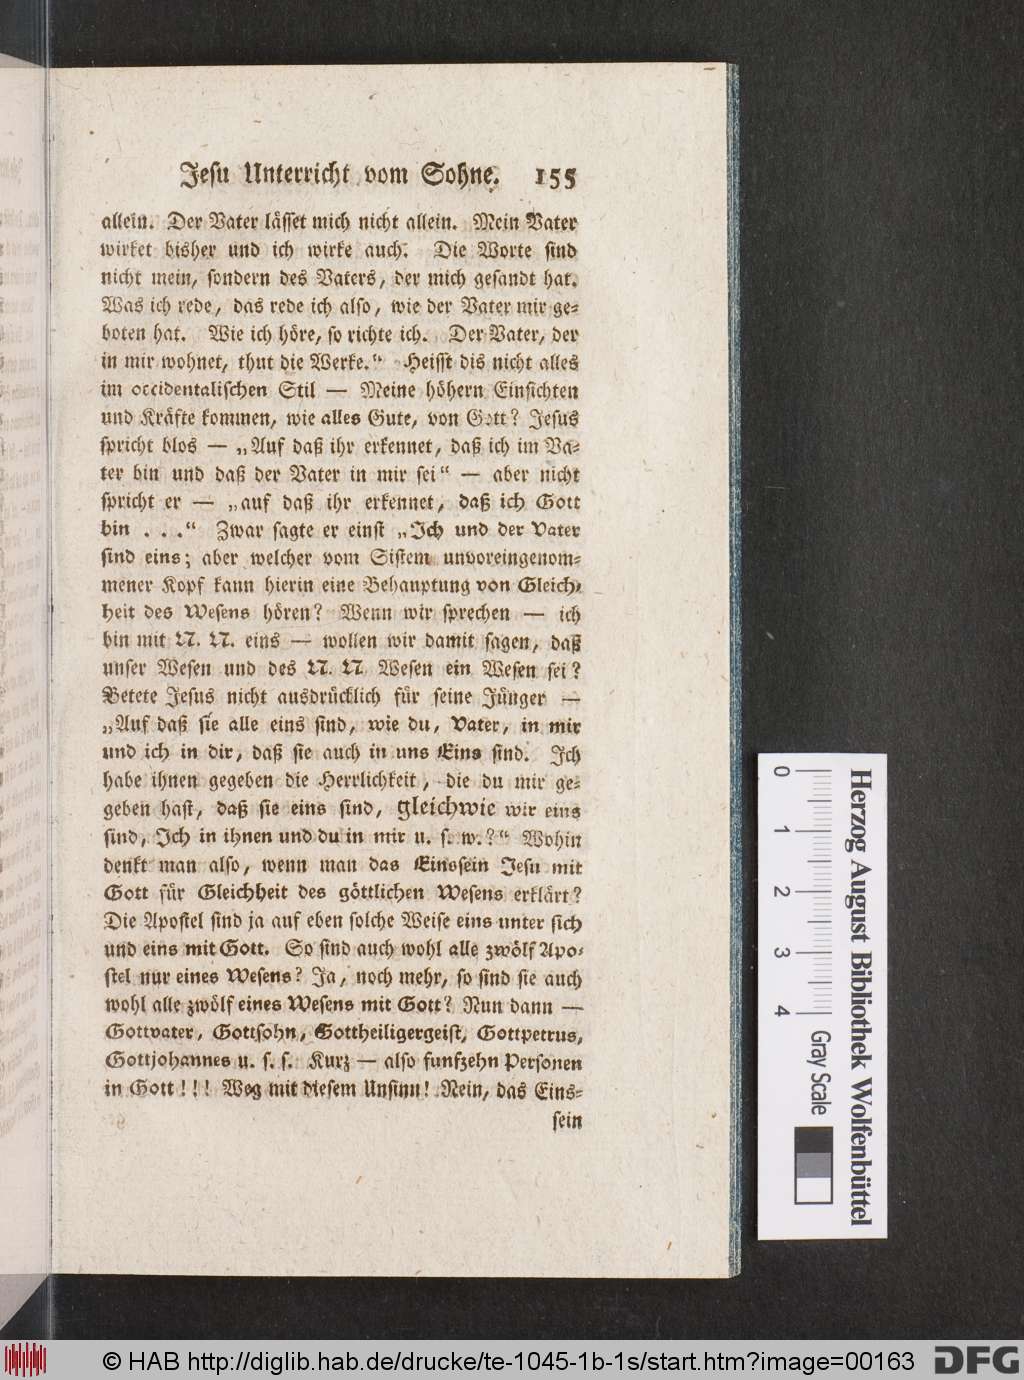 Jesu Unterricht vom Sohne. 155
allein. Der Vater lässet mich nicht allein. Mein Vater
wirket bisher und ich wirke auch. Die Worte sind
nicht mein, sondern des Vaters, der mich gesandt hat.
Was ich rede, das rede ich also, wie der Vater mir ge-
boten hat. Wie ich höre, so richte ich. Der Vater, der
in mir wohnet, thut die Werke.“ Heisst dis nicht alles
im occidentalischen Stil — Meine höhern Einsichten
und Kräfte kommen, wie alles Gute, von Gott? Jesus
spricht blos — „Auf daß ihr erkennet, daß ich im Va-
ter bin und daß der Vater in mir sei“ — aber nicht
spricht er — „auf daß ihr erkennet, daß ich Gott
bin . . .“ Zwar sagte er einst „Ich und der Vater
sind eins; aber welcher vom Sistem unvoreingenom-
mener Kopf kann hierin eine Behauptung von Gleich-
heit des Wesens hören? Wenn wir sprechen — ich
bin mit N. N. eins — wollen wir damit sagen, daß
unser Wesen und des N. N. Wesen ein Wesen sei?
Betete Jesus nicht ausdrücklich für seine Jünger —
„Auf daß sie alle eins sind, wie du, Vater, in mir
und ich in dir, daß sie auch in uns Eins sind. Ich
habe ihnen gegeben die Herrlichkeit, die du mir ge-
geben hast, daß sie eins sind, gleichwie wir eins
sind, Ich in ihnen und du in mir u. s. w.?“ Wohin
denkt man also, wenn man das Einssein Jesu mit
Gott für Gleichheit des göttlichen Wesens erklärt?
Die Apostel sind ja auf eben solche Weise eins unter sich
und eins mit Gott. So sind auch wohl alle zwölf Apo-
stel nur eines Wesens? Ja, noch mehr, so sind sie auch
wohl alle zwölf eines Wesens mit Gott? Nun dann —
Gottvater, Gottsohn, Gottheiligergeist, Gottpetrus,
Gottjohannes u. s. f. Kurz — also funfzehn Personen
in Gott!!! Weg mit diesem Unsinn! Nein, das Eins-
sein
0 1 2 3 4
Gray Scale
Herzog August Bibliothek Wolfenbüttel
© HAB http://diglib.hab.de/drucke/te-1045-1b-1s/start.htm?image=00163
DFG